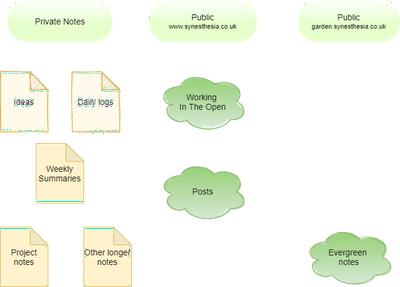 Private Notes
Public
www.synesthesia.co.uk
Public
garden.synesthesia.co.uk
Ideas
Daily logs
Working
In The Open
Weekly
Summaries
Posts
Project
notes
Other longer
notes
Evergreen
notes